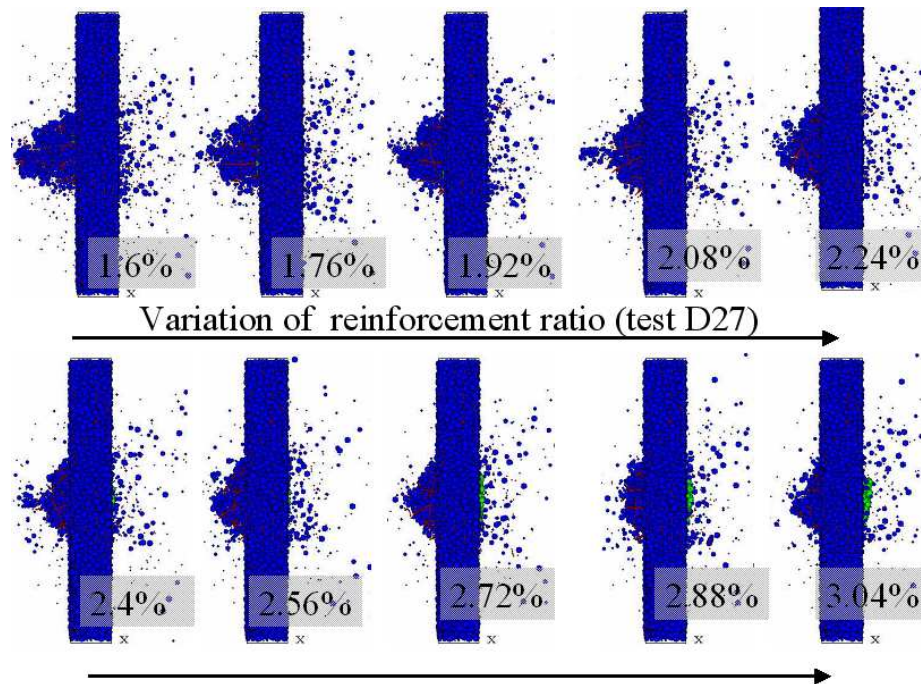 1.6% 1.76% 1.92% 2.08% 2.24%
x x x x x
Variation of reinforcement ratio (test D27)
2.4% 2.56% 2.72% 2.88% 3.04%
x x x x x